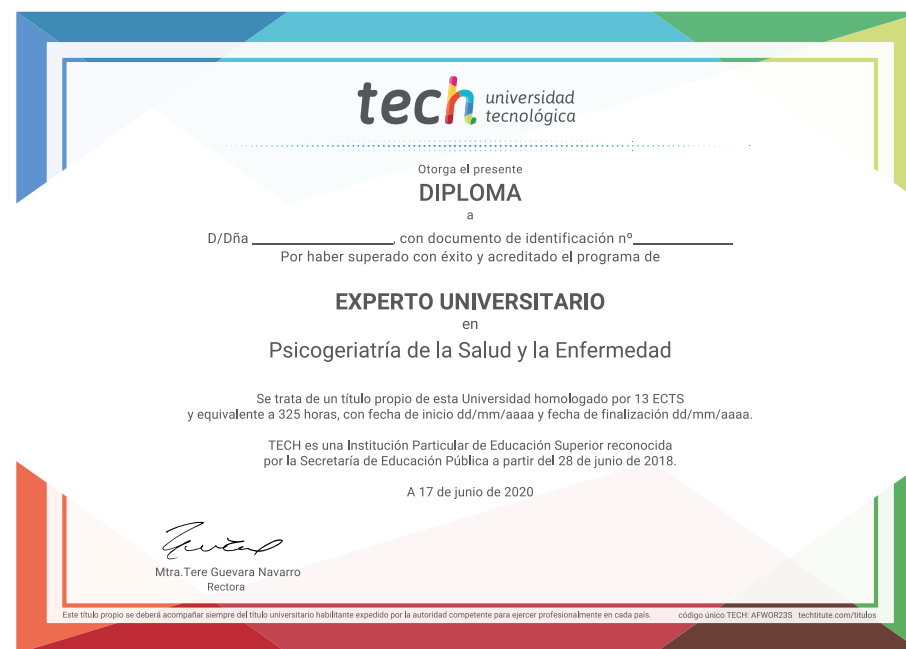 tech universidad
tecnológica
Otorga el presente
DIPLOMA
a
D/Dña ____________________, con documento de identificación nº______________
Por haber superado con éxito y acreditado el programa de
EXPERTO UNIVERSITARIO
en
Psicogeriatría de la Salud y la Enfermedad
Se trata de un título propio de esta Universidad homologado por 13 ECTS
y equivalente a 325 horas, con fecha de inicio dd/mm/aaaa y fecha de finalización dd/mm/aaaa.
TECH es una Institución Particular de Educación Superior reconocida
por la Secretaría de Educación Pública a partir del 28 de junio de 2018.
A 17 de junio de 2020
Mtra.Tere Guevara Navarro
Rectora
Este título propio se deberá acompañar siempre del título universitario habilitante expedido por la autoridad competente para ejercer profesionalmente en cada país. código único TECH: AFWOR23S techtitute.com/titulos